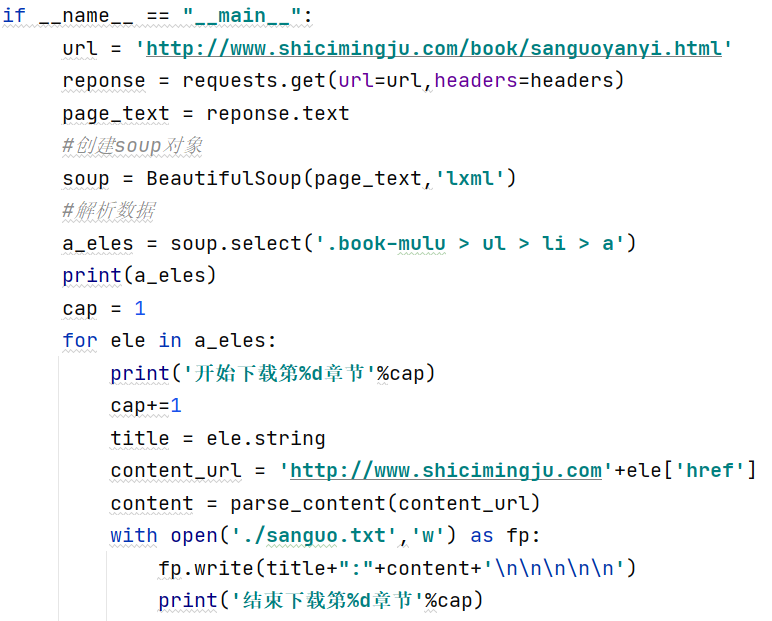 if __name__ == "__main__":
    url = 'http://www.shicimingju.com/book/sanguoyanyi.html'
    reponse = requests.get(url=url,headers=headers)
    page_text = reponse.text
    #创建soup对象
    soup = BeautifulSoup(page_text,'lxml')
    #解析数据
    a_eles = soup.select('.book-mulu > ul > li > a')
    print(a_eles)
    cap = 1
    for ele in a_eles:
        print('开始下载第%d章节'%cap)
        cap+=1
        title = ele.string
        content_url = 'http://www.shicimingju.com'+ele['href']
        content = parse_content(content_url)
        with open('./sanguo.txt','w') as fp:
            fp.write(title+":"+content+'\n\n\n\n\n')
            print('结束下载第%d章节'%cap)